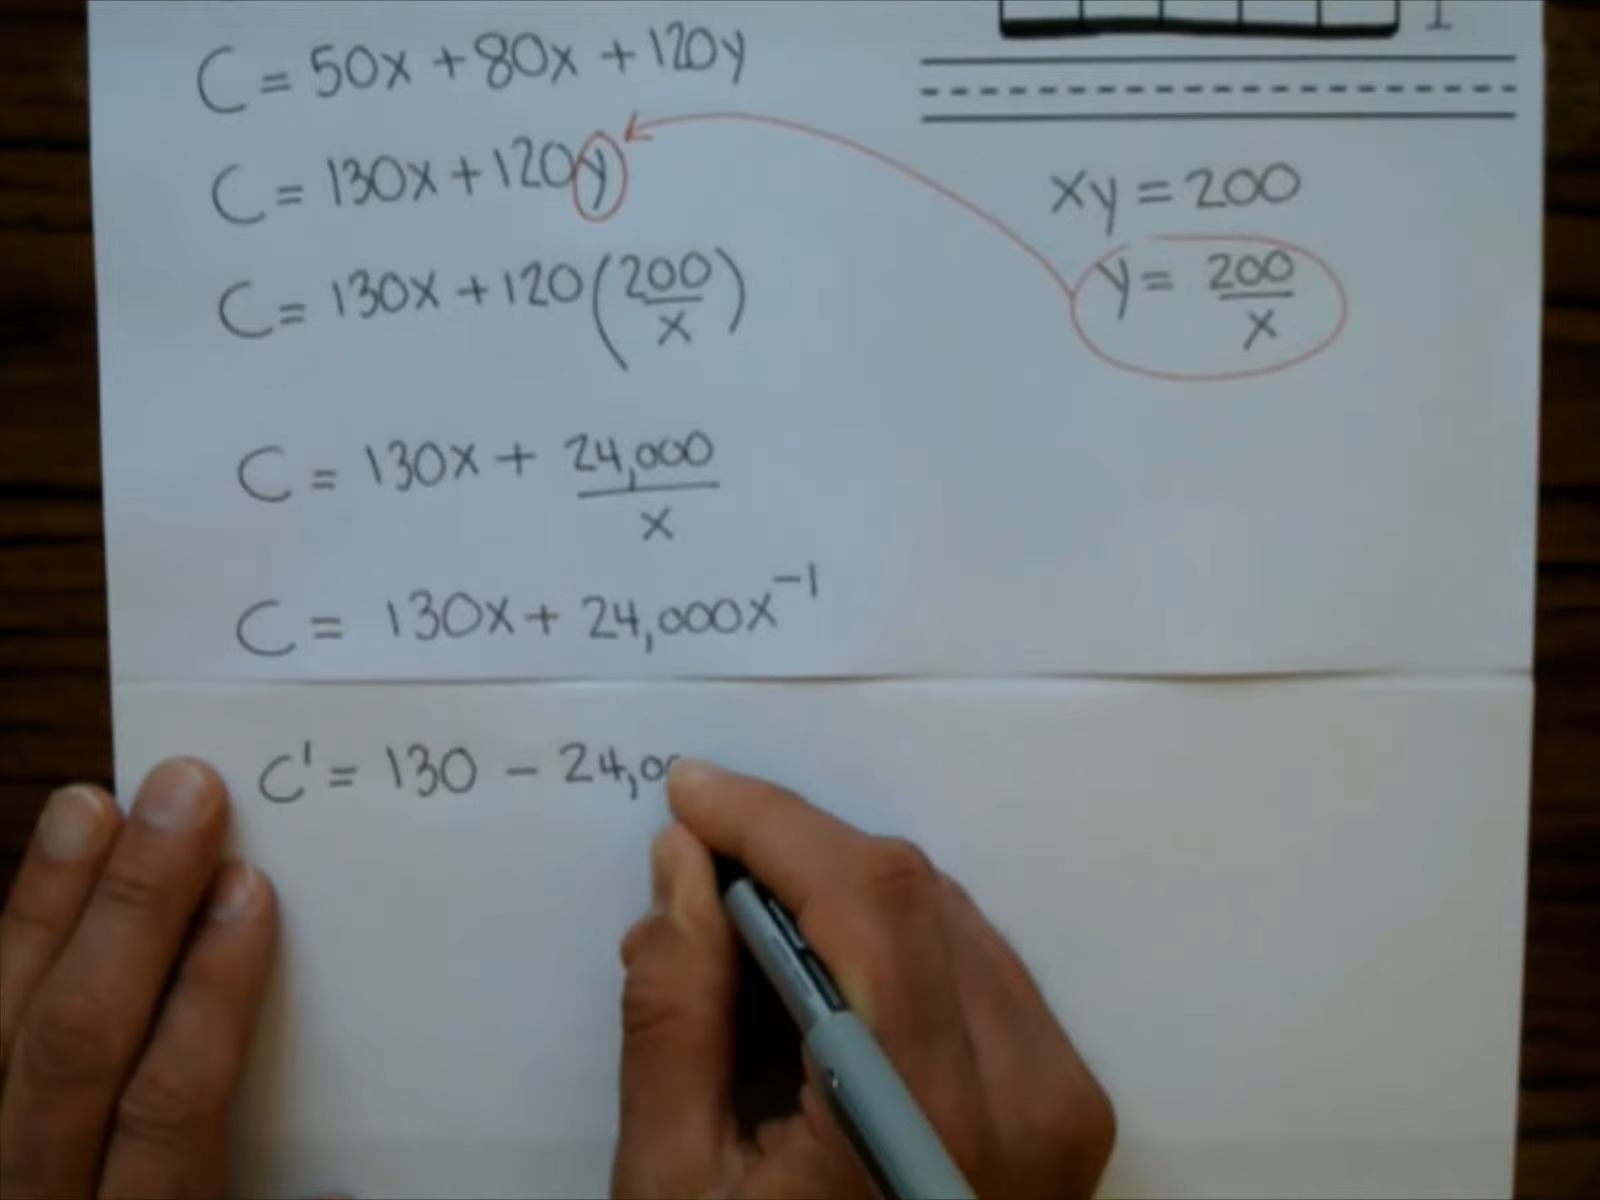 C = 50x + 80x + 120y
C = 130x + 120y
C = 130x + 120(200/x)
C = 130x + 24,000/x
C = 130x + 24,000x⁻¹
C' = 130 - 24,00
xy = 200
y = 200/x